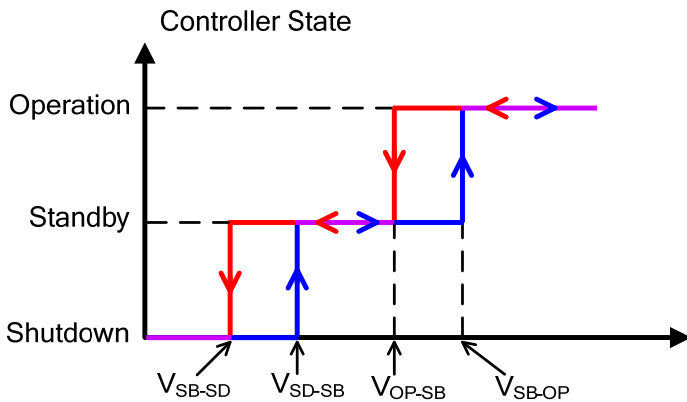 Controller State
Operation
Standby
Shutdown
VSB-SD
VSD-SB
VOP-SB
VSB-OP